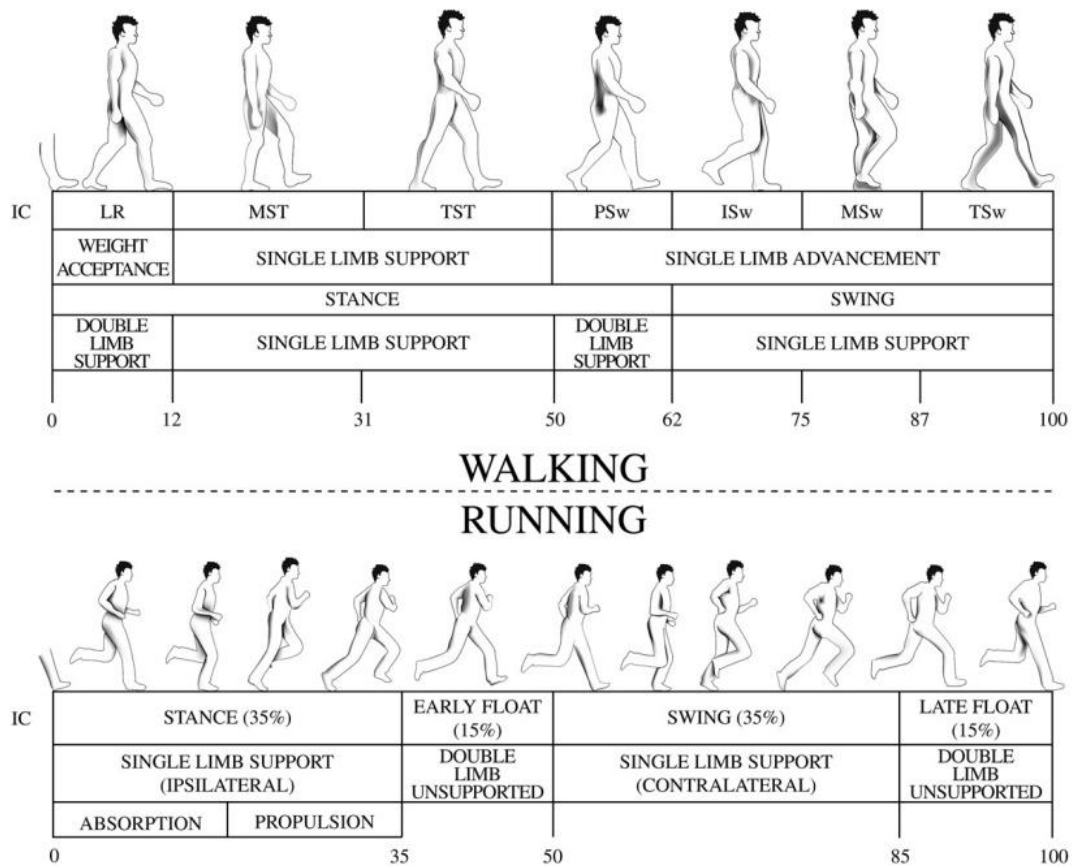 IC LR MST TST PSw ISw MSw TSw
WEIGHT
ACCEPTANCE
SINGLE LIMB SUPPORT
SINGLE LIMB ADVANCEMENT
STANCE
SWING
DOUBLE
LIMB
SUPPORT
SINGLE LIMB SUPPORT
DOUBLE
LIMB
SUPPORT
SINGLE LIMB SUPPORT
0 12 31 50 62 75 87 100
WALKING
RUNNING
IC
STANCE (35%)
EARLY FLOAT
(15%)
SWING (35%)
LATE FLOAT
(15%)
SINGLE LIMB SUPPORT
(IPSILATERAL)
DOUBLE
LIMB
UNSUPPORTED
SINGLE LIMB SUPPORT
(CONTRALATERAL)
DOUBLE
LIMB
UNSUPPORTED
ABSORPTION PROPULSION
0 35 50 85 100